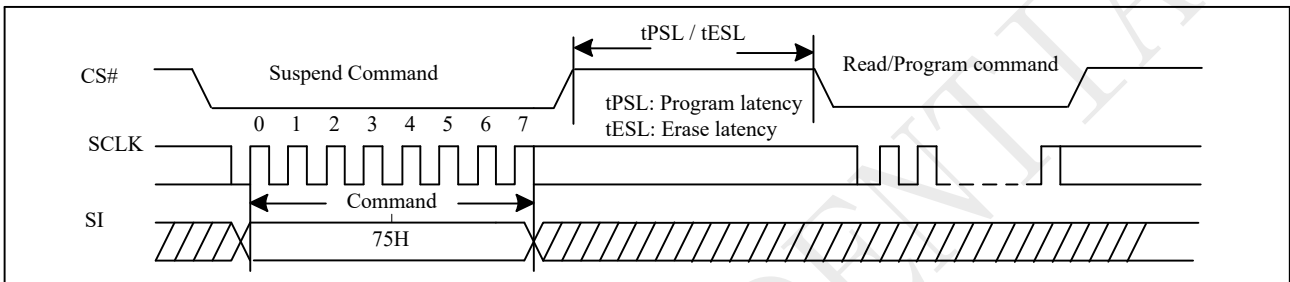 tPSL / tESL
CS#
Suspend Command
Read/Program command
tPSL: Program latency
tESL: Erase latency
0 1 2 3 4 5 6 7
SCLK
Command
SI
75H